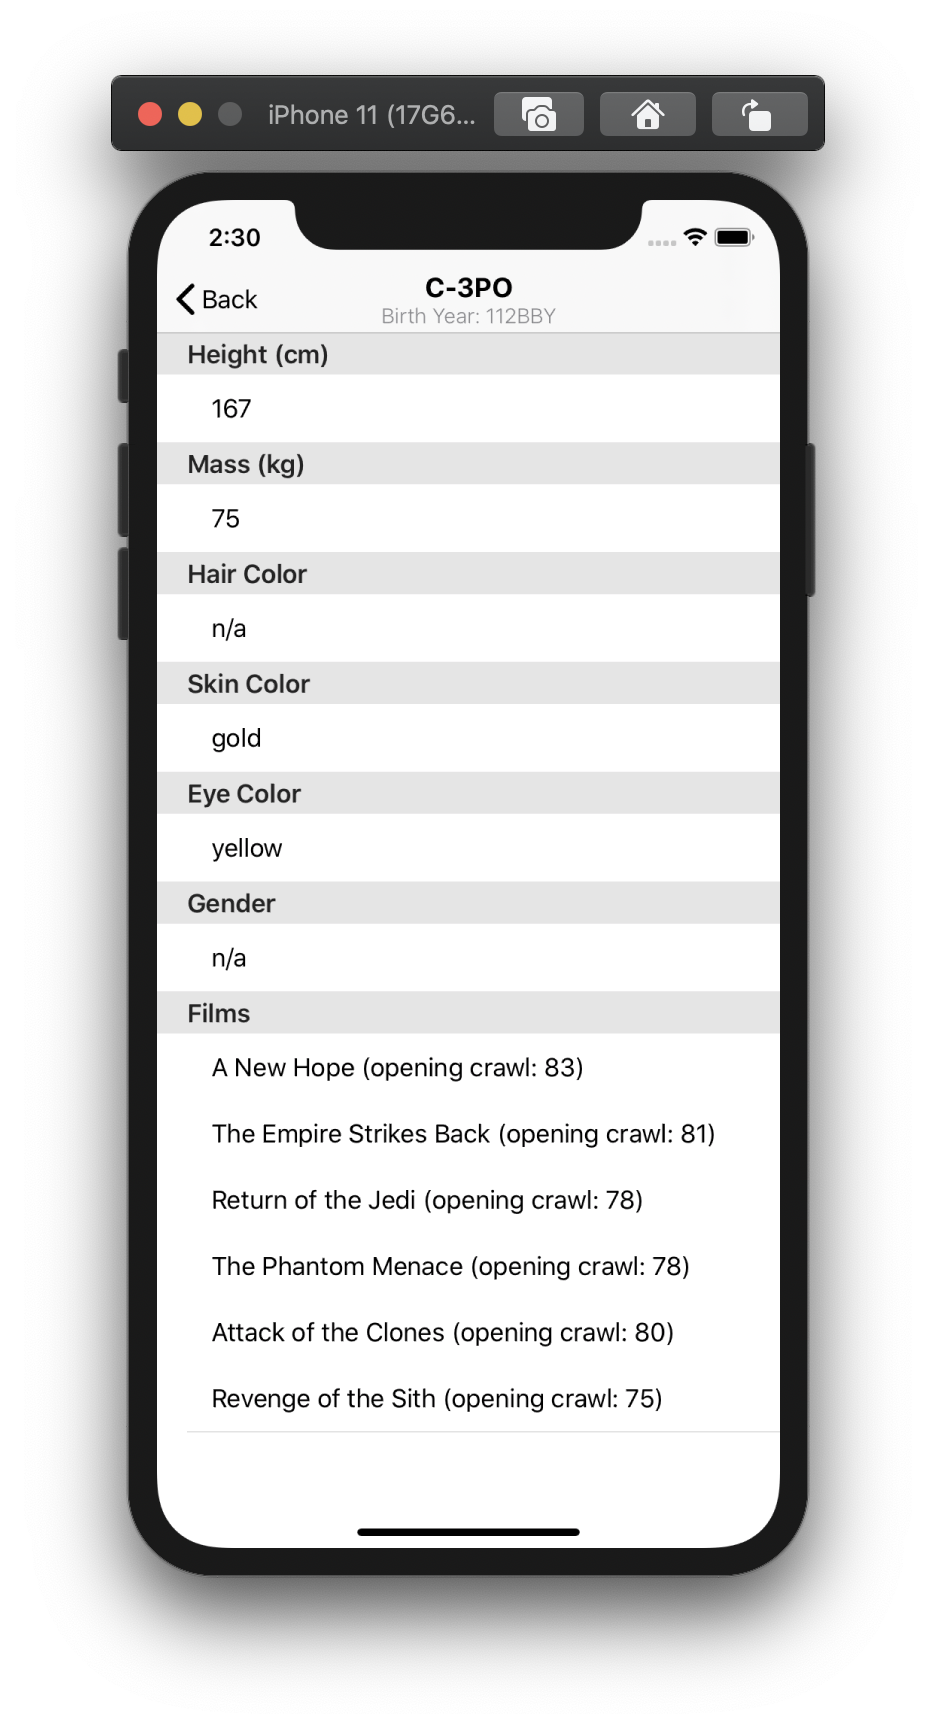 iPhone 11 (17G6...
2:30
Back
C-3PO
Birth Year: 112BBY
Height (cm)
167
Mass (kg)
75
Hair Color
n/a
Skin Color
gold
Eye Color
yellow
Gender
n/a
Films
A New Hope (opening crawl: 83)
The Empire Strikes Back (opening crawl: 81)
Return of the Jedi (opening crawl: 78)
The Phantom Menace (opening crawl: 78)
Attack of the Clones (opening crawl: 80)
Revenge of the Sith (opening crawl: 75)